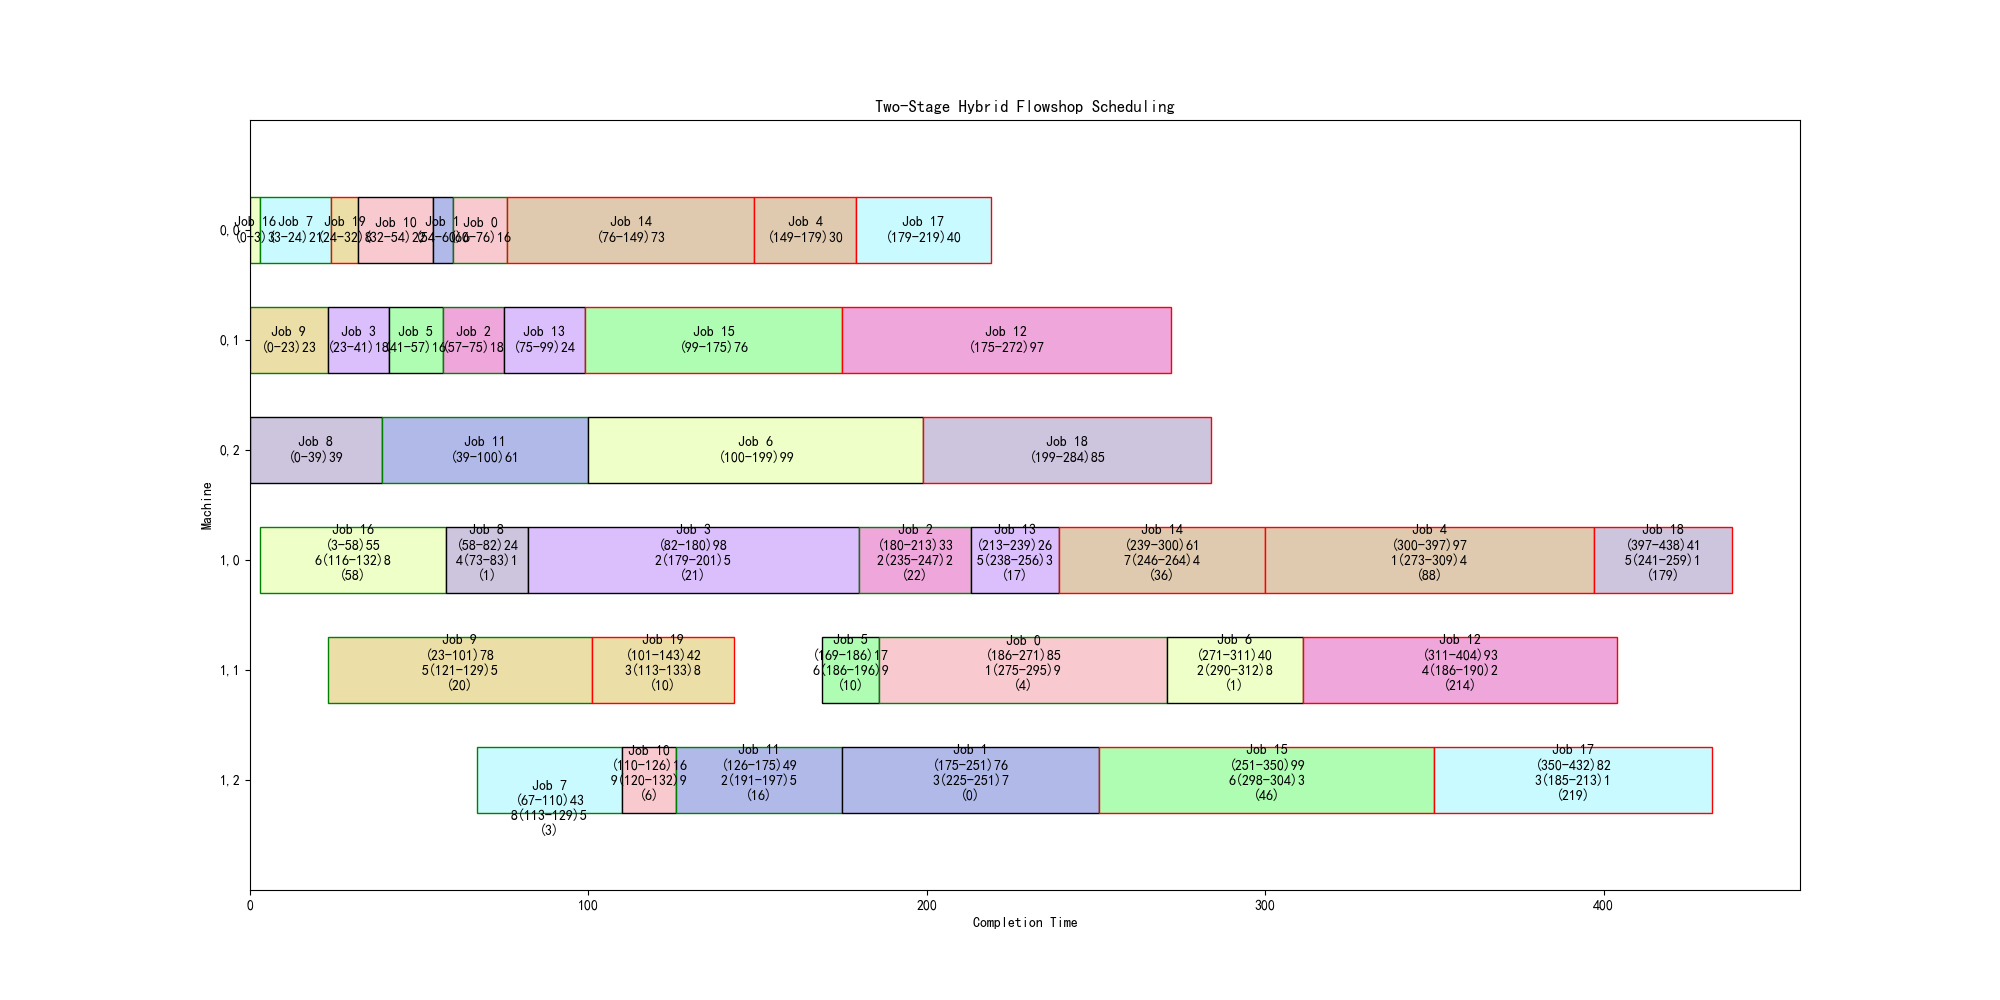 Two-Stage Hybrid Flowshop Scheduling
Machine
0,0
Job 16
(0-3)3
Job 7
(3-24)21
Job 19
(24-32)8
Job 10
(32-54)22
Job 1
(54-60)6
Job 0
(60-76)16
Job 14
(76-149)73
Job 4
(149-179)30
Job 17
(179-219)40
0,1
Job 9
(0-23)23
Job 3
(23-41)18
Job 5
(41-57)16
Job 2
(57-75)18
Job 13
(75-99)24
Job 15
(99-175)76
Job 12
(175-272)97
0,2
Job 8
(0-39)39
Job 11
(39-100)61
Job 6
(100-199)99
Job 18
(199-284)85
1,0
Job 16
(3-58)55
6(116-132)8
(58)
Job 8
(58-82)24
4(73-83)1
(1)
Job 3
(82-180)98
2(179-201)5
(21)
Job 2
(180-213)33
2(235-247)2
(22)
Job 13
(213-239)26
5(238-256)3
(17)
Job 14
(239-300)61
7(246-264)4
(36)
Job 4
(300-397)97
1(273-309)4
(88)
Job 18
(397-438)41
5(241-259)1
(179)
1,1
Job 9
(23-101)78
5(121-129)5
(20)
Job 19
(101-143)42
3(113-133)8
(10)
Job 5
(169-186)17
6(186-196)9
(10)
Job 0
(186-271)85
1(275-295)9
(4)
Job 6
(271-311)40
2(290-312)8
(1)
Job 12
(311-404)93
4(186-190)2
(214)
1,2
Job 7
(67-110)43
8(113-129)5
(3)
Job 10
(110-126)16
9(120-132)9
(6)
Job 11
(126-175)49
2(191-197)5
(16)
Job 1
(175-251)76
3(225-251)7
(0)
Job 15
(251-350)99
6(298-304)3
(46)
Job 17
(350-432)82
3(185-213)1
(219)
0
100
200
300
400
Completion Time